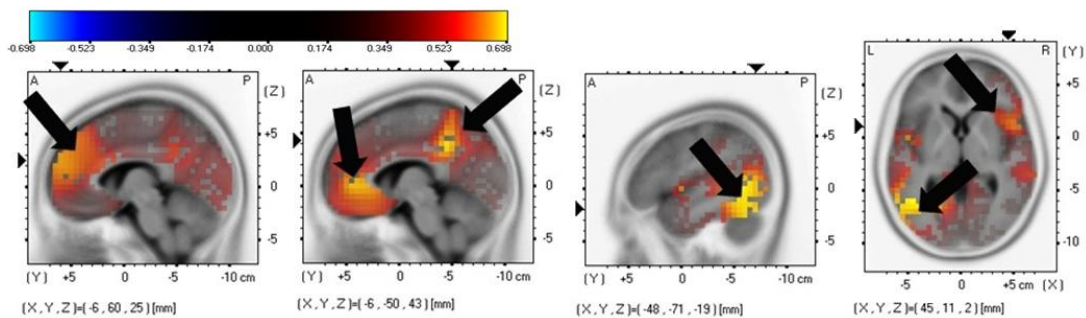 -0.698 -0.523 -0.349 -0.174 0.000 0.174 0.349 0.523 0.698
A P (Z)
+5
0
-5
(Y) +5 0 -5 -10 cm
(X,Y,Z)=(-6,60,25)[mm]
A P (Z)
+5
0
-5
(Y) +5 0 -5 -10 cm
(X,Y,Z)=(-6,-50,43)[mm]
A P (Z)
+5
0
-5
(Y) +5 0 -5 -10 cm
(X,Y,Z)=(-48,-71,-19)[mm]
L R (Y)
+5
0
-5
-10
-5 0 +5 cm (X)
(X,Y,Z)=(45,11,2)[mm]